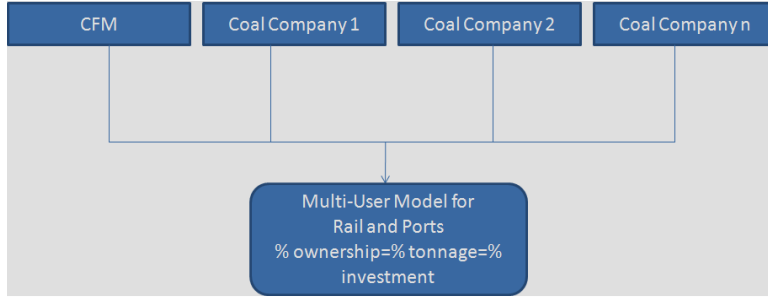 CFM
Coal Company 1
Coal Company 2
Coal Company n
Multi-User Model for
Rail and Ports
% ownership=% tonnage=%
investment